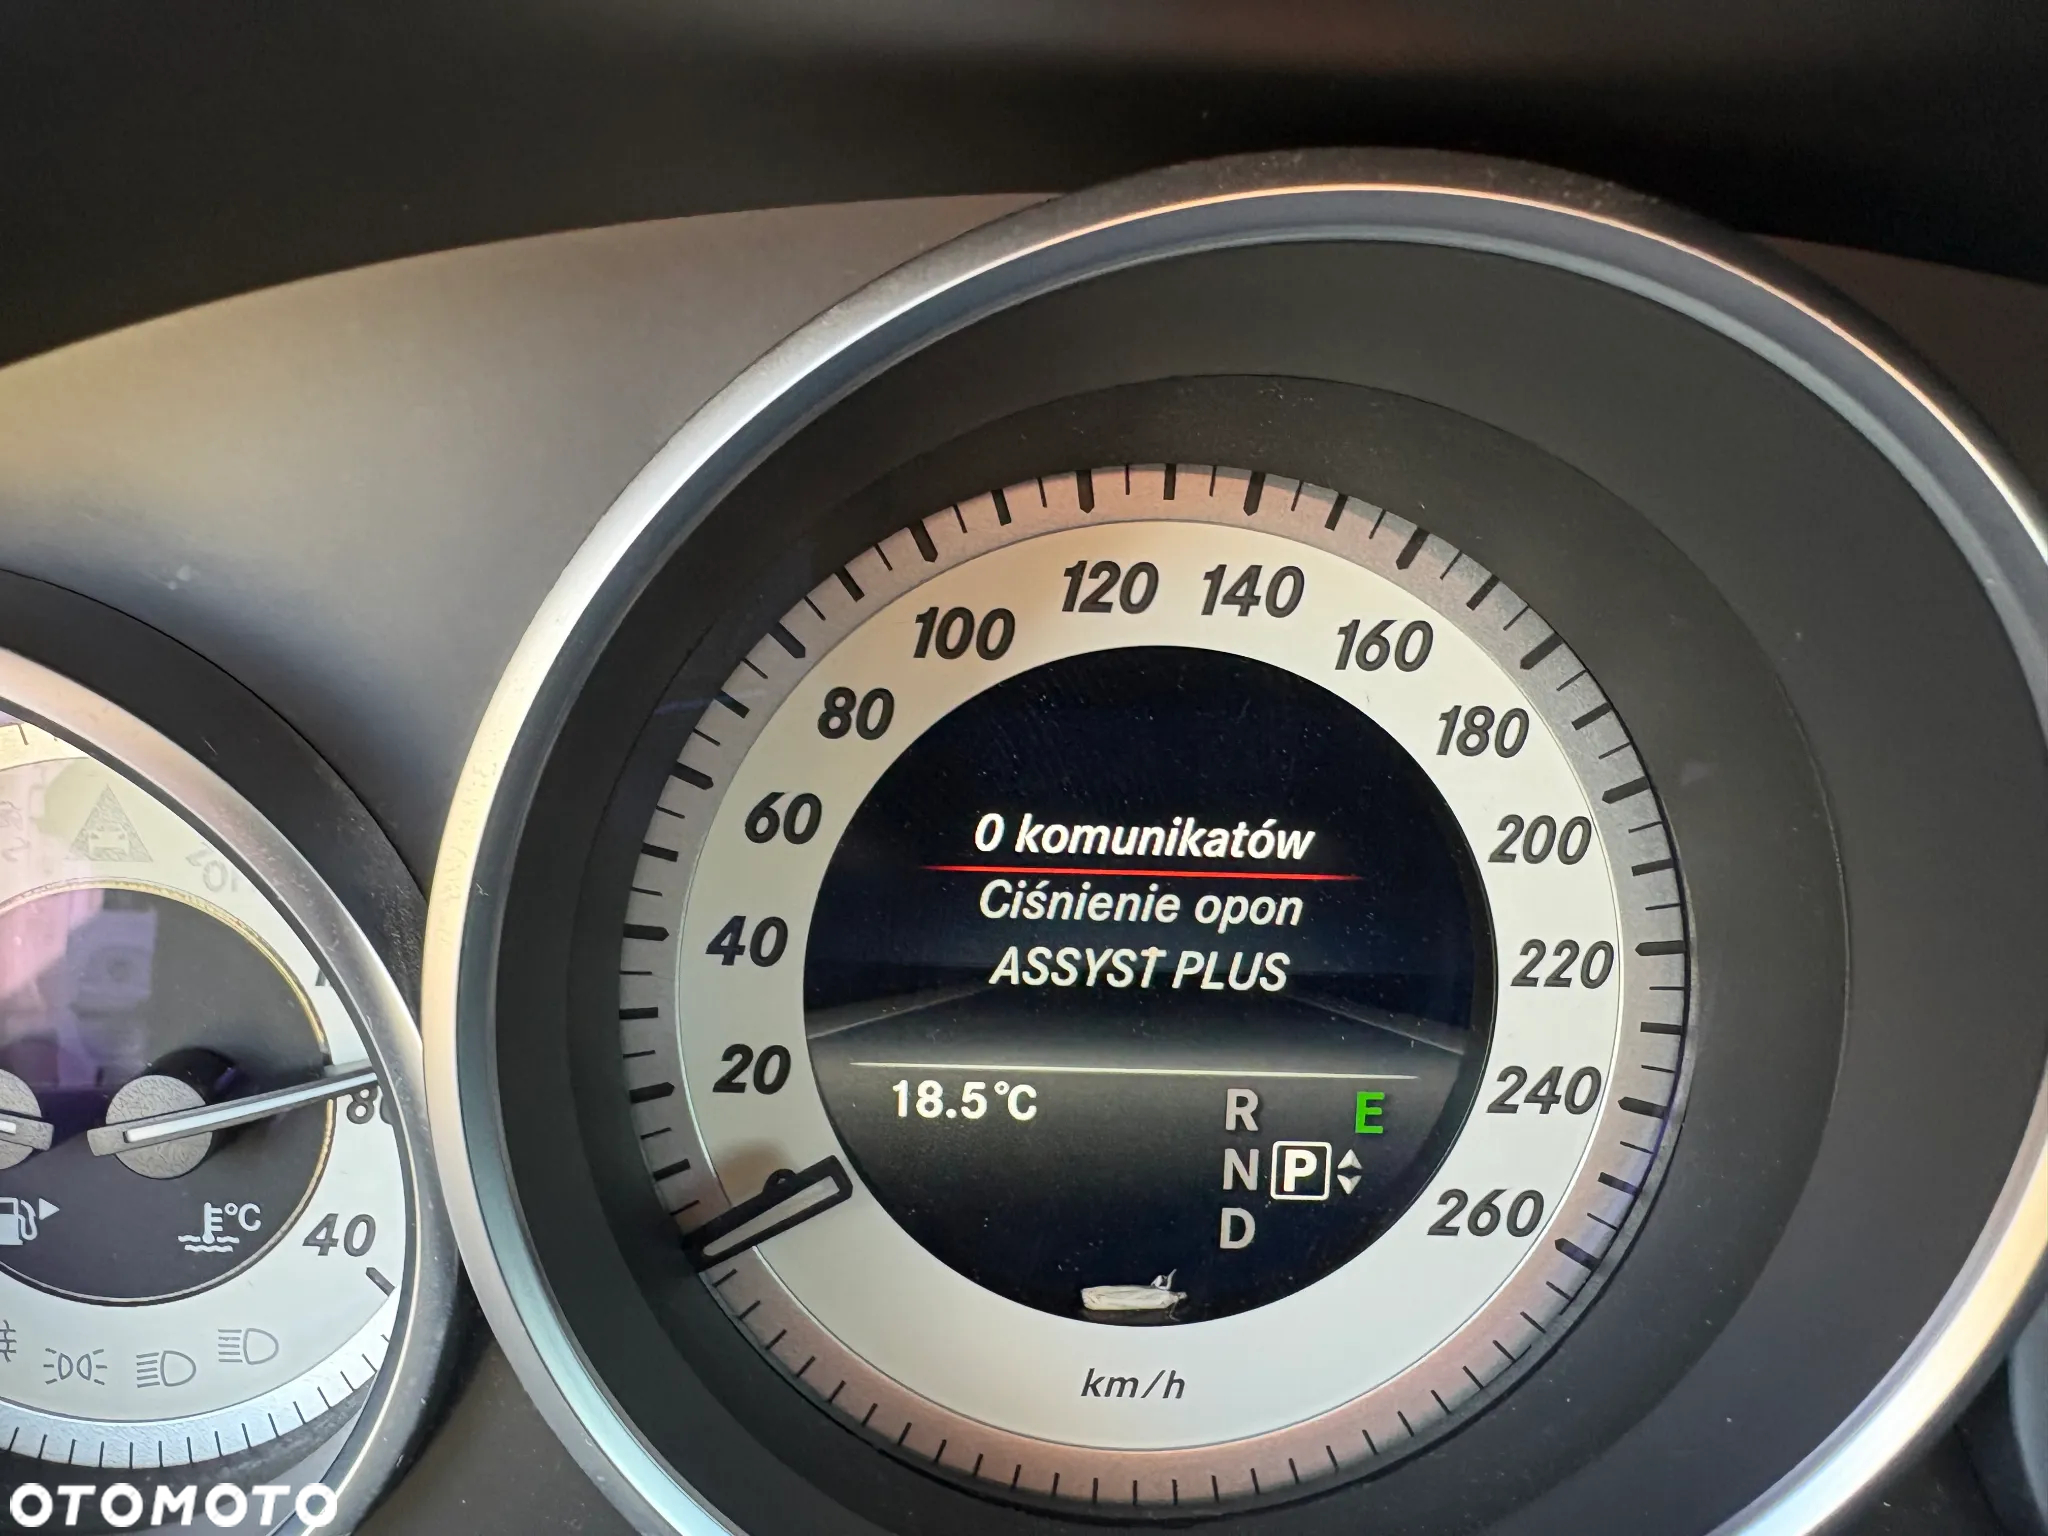 120 140
100 160
80 180
60 200
0 komunikatów
Ciśnienie opon
40 220
ASSYST PLUS
20 240
18.5°C
R E
N P
D
260
km/h
80
°C
40
OTOMOTO